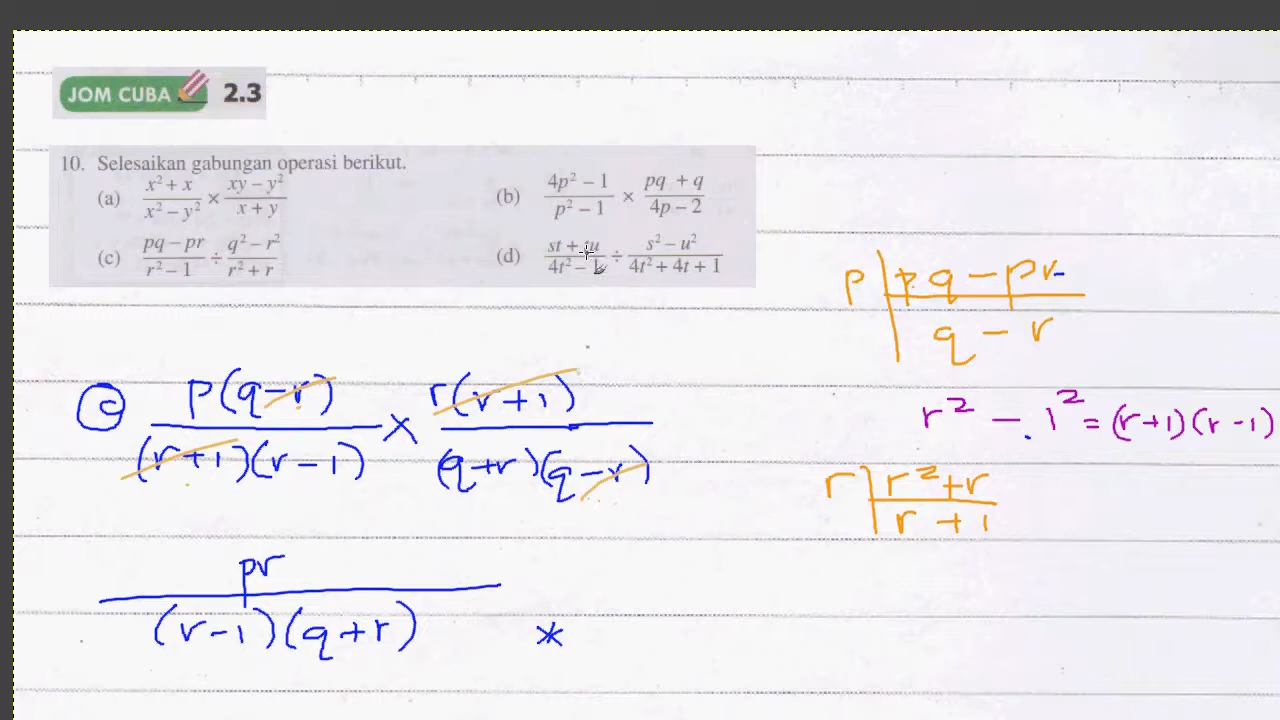 JOM CUBA 2.3
10. Selesaikan gabungan operasi berikut.
(a) (x² + x)/(x² − y²) × (xy − y²)/(x + y) (b) (4p² − 1)/(p² − 1) × (pq + q)/(4p − 2)
(c) (pq − pr)/(r² − 1) ÷ (q² − r²)/(r² + r) (d) (st + tu)/(4t² − 1) ÷ (s² − u²)/(4t² + 4t + 1)
p | pq − pr
q − r
c p(q − r)/(r + 1)(r − 1) × r(r + 1)/(q + r)(q − r)
r² − 1² = (r+1)(r−1)
r | r² + r
r + 1
pr/(r − 1)(q + r) *